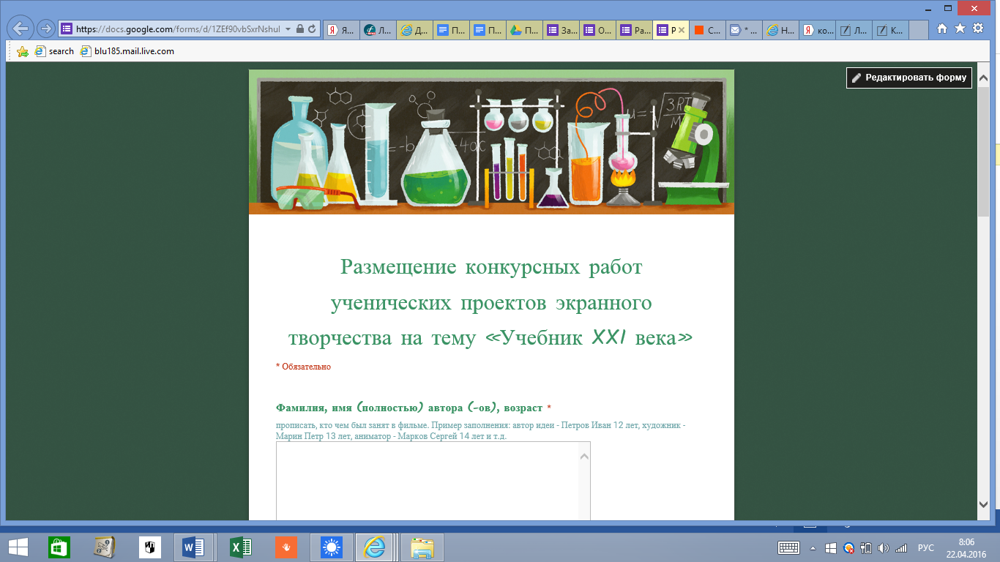 https://docs.google.com/forms/d/1ZEf90vbSxrNshul
Я...
Л...
Д...
П...
П...
П...
За...
О...
Ра...
Р
С...
* ...
Н...
ко...
Л...
К...
search
blu185.mail.live.com
Редактировать форму
Размещение конкурсных работ
ученических проектов экранного
творчества на тему «Учебник XXI века»
* Обязательно
Фамилия, имя (полностью) автора (-ов), возраст *
прописать, кто чем был занят в фильме. Пример заполнения: автор идеи - Петров Иван 12 лет, художник -
Марин Петр 13 лет, аниматор - Марков Сергей 14 лет и т.д.
РУС
8:06
22.04.2016